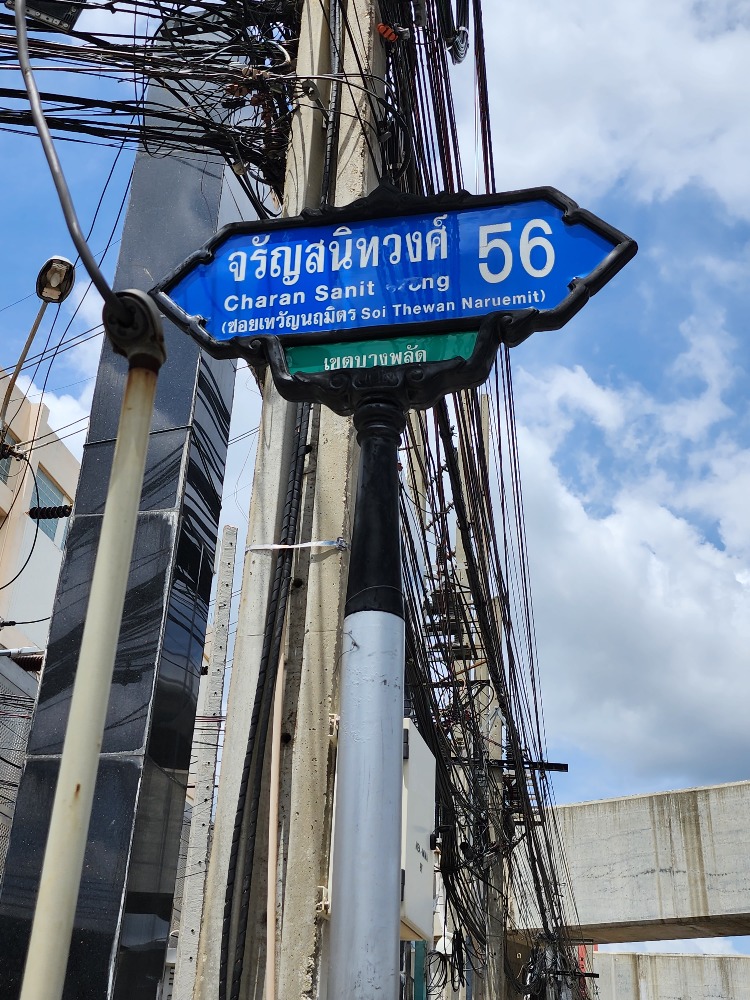 จรัญสนิทวงศ์ 56
Charan Sanit
(ซอยเทวัญนฤมิตร Soi Thewan Naruemit)
เขตบางพลัด